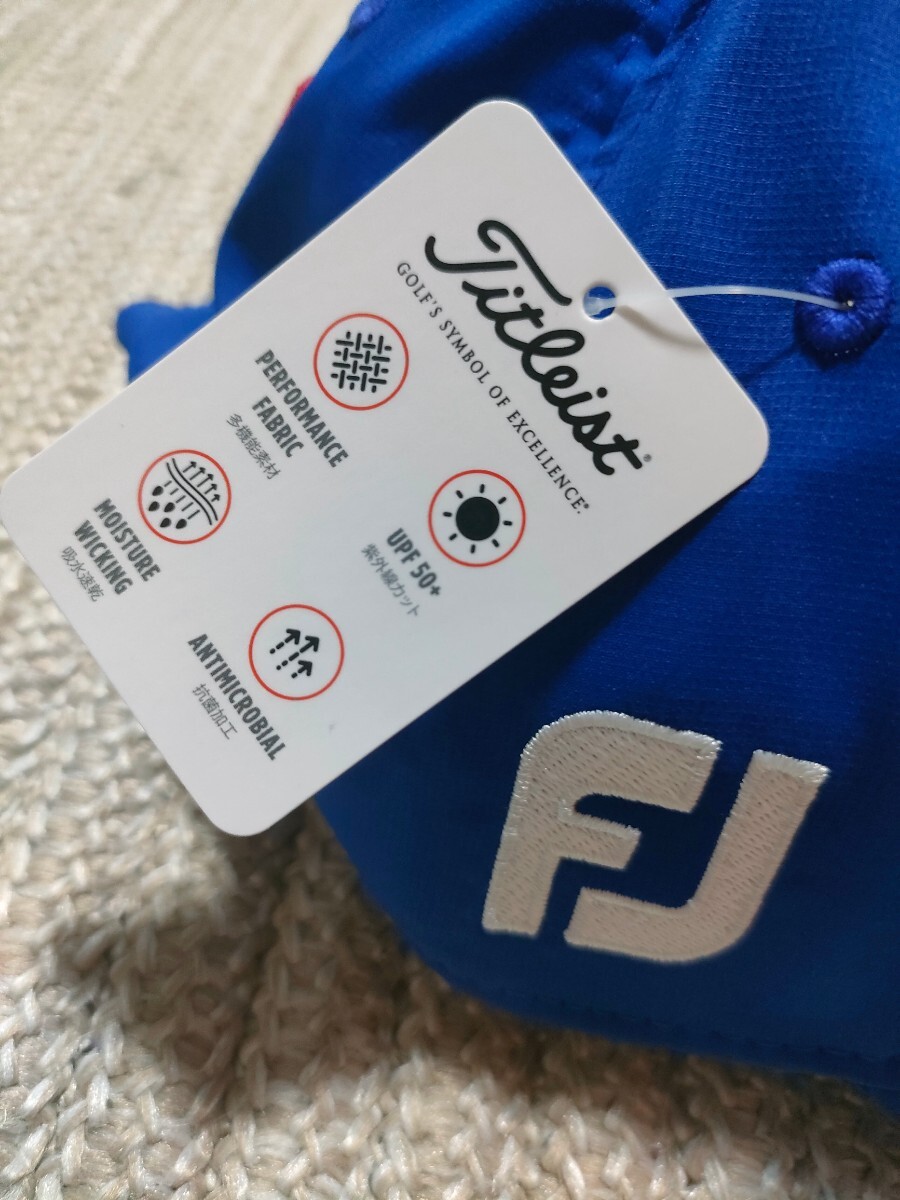 Titleist®
GOLF'S SYMBOL OF EXCELLENCE.®
PERFORMANCE
FABRIC
多機能素材
UPF 50+
紫外線カット
MOISTURE
WICKING
吸水速乾
ANTIMICROBIAL
抗菌加工
FJ